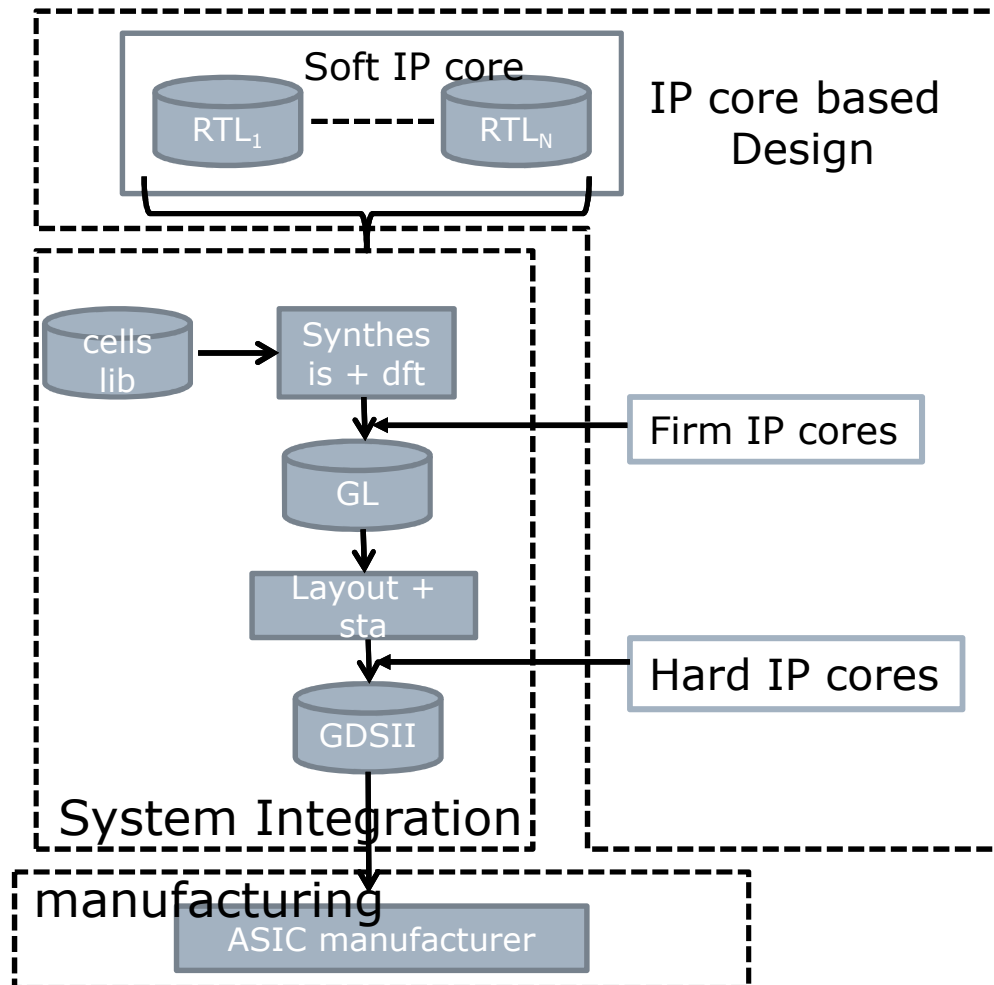 Soft IP core
RTL₁
RTLN
IP core based
Design
cells
lib
Synthes
is + dft
Firm IP cores
GL
Layout +
sta
Hard IP cores
GDSII
System Integration
manufacturing
ASIC manufacturer